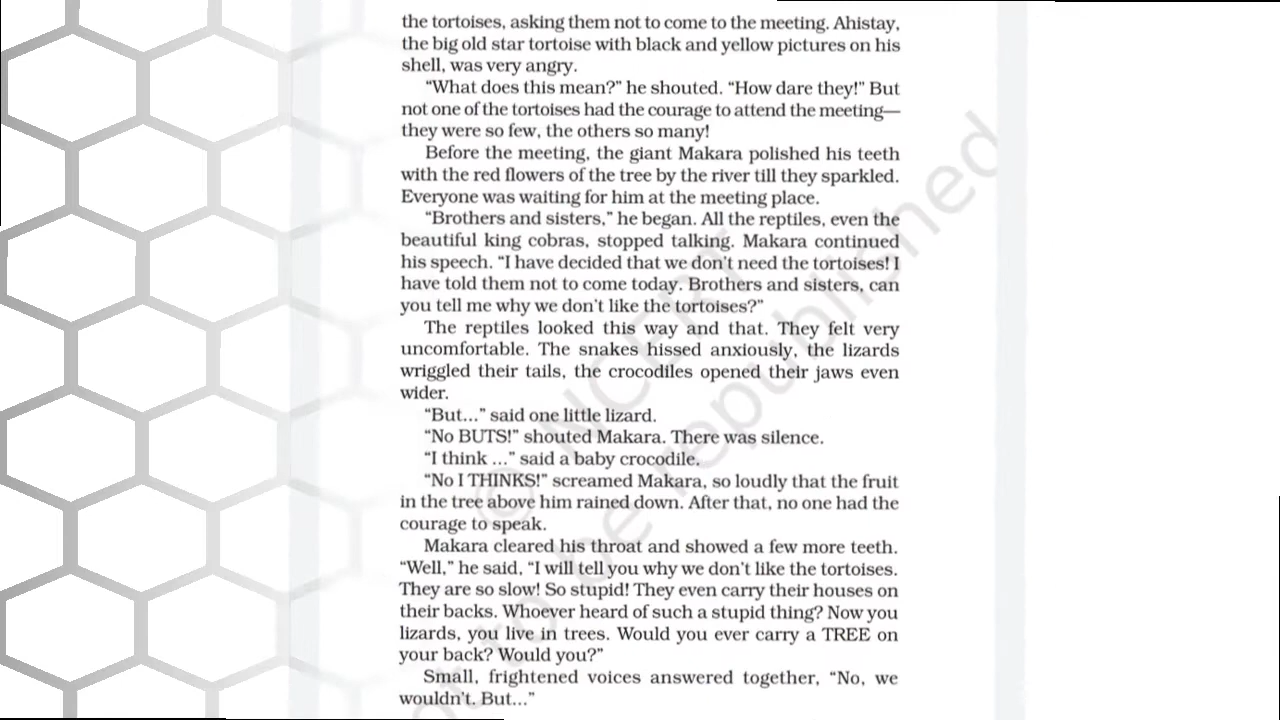 the tortoises, asking them not to come to the meeting. Ahistay,
the big old star tortoise with black and yellow pictures on his
shell, was very angry.
“What does this mean?” he shouted. “How dare they!” But
not one of the tortoises had the courage to attend the meeting—
they were so few, the others so many!
Before the meeting, the giant Makara polished his teeth
with the red flowers of the tree by the river till they sparkled.
Everyone was waiting for him at the meeting place.
“Brothers and sisters,” he began. All the reptiles, even the
beautiful king cobras, stopped talking. Makara continued
his speech. “I have decided that we don't need the tortoises! I
have told them not to come today. Brothers and sisters, can
you tell me why we don't like the tortoises?”
The reptiles looked this way and that. They felt very
uncomfortable. The snakes hissed anxiously, the lizards
wriggled their tails, the crocodiles opened their jaws even
wider.
“But...” said one little lizard.
“No BUTS!” shouted Makara. There was silence.
“I think ...” said a baby crocodile.
“No I THINKS!” screamed Makara, so loudly that the fruit
in the tree above him rained down. After that, no one had the
courage to speak.
Makara cleared his throat and showed a few more teeth.
“Well,” he said, “I will tell you why we don't like the tortoises.
They are so slow! So stupid! They even carry their houses on
their backs. Whoever heard of such a stupid thing? Now you
lizards, you live in trees. Would you ever carry a TREE on
your back? Would you?”
Small, frightened voices answered together, “No, we
wouldn't. But...”
© NCERT
not to be republished